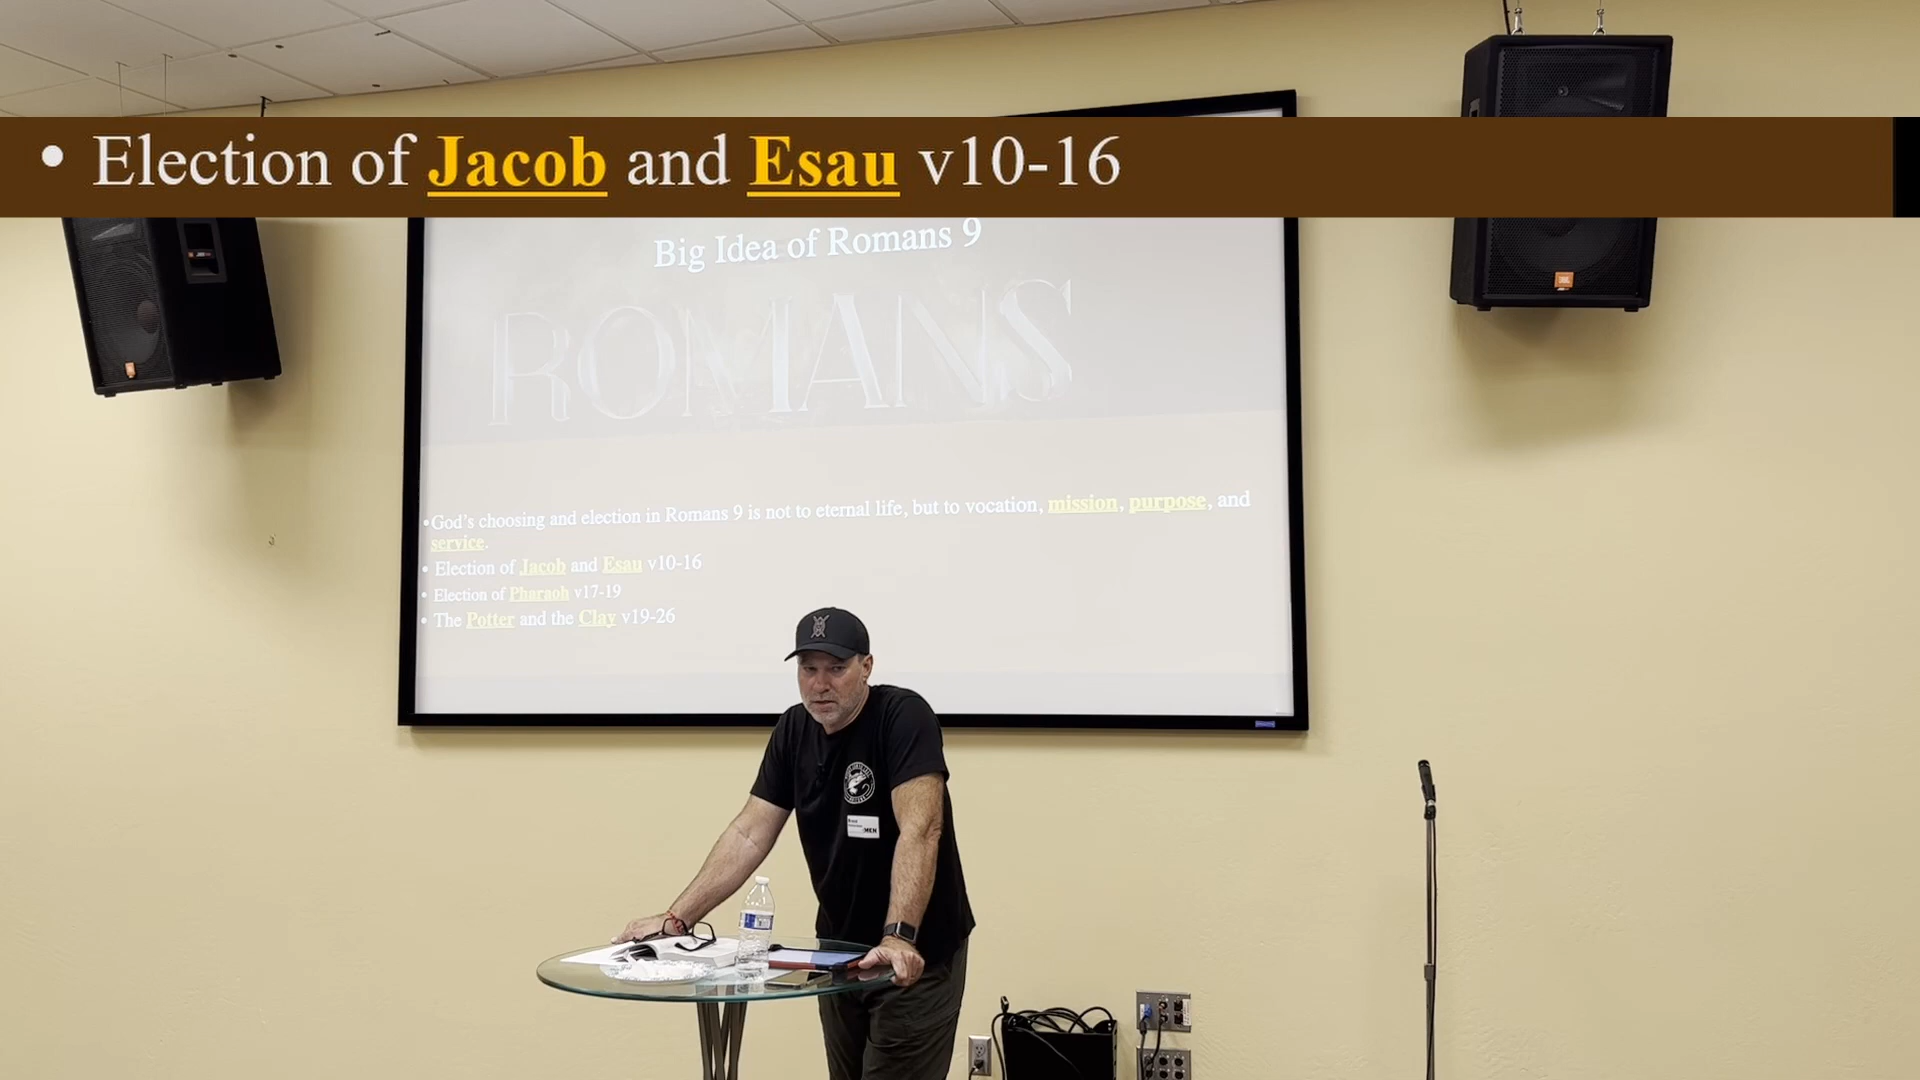 • Election of Jacob and Esau v10-16
Big Idea of Romans 9
ROMANS
• God's choosing and election in Romans 9 is not to eternal life, but to vocation, mission, purpose, and
service.
• Election of Jacob and Esau v10-16
• Election of Pharaoh v17-19
• The Potter and the Clay v19-26
MEN